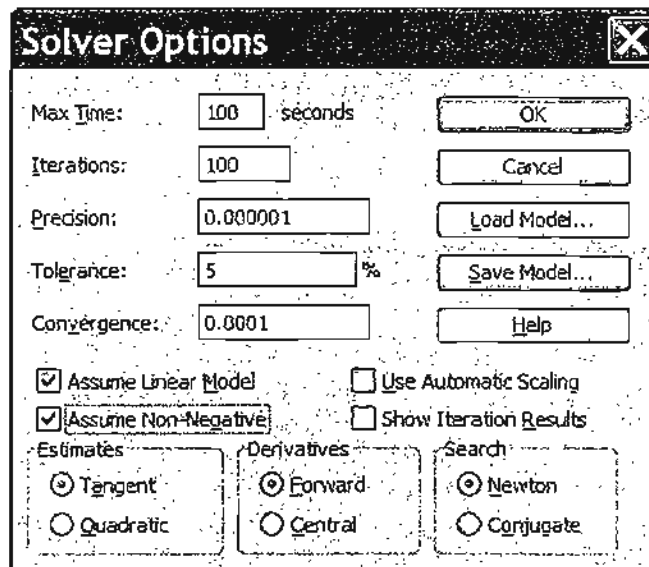 Solver Options
Max Time: 100 seconds OK
Iterations: 100 Cancel
Precision: 0.000001 Load Model...
Tolerance: 5 % Save Model...
Convergence: 0.0001 Help
Assume Linear Model Use Automatic Scaling
Assume Non-Negative Show Iteration Results
Estimates Derivatives Search
Tangent Forward Newton
Quadratic Central Conjugate